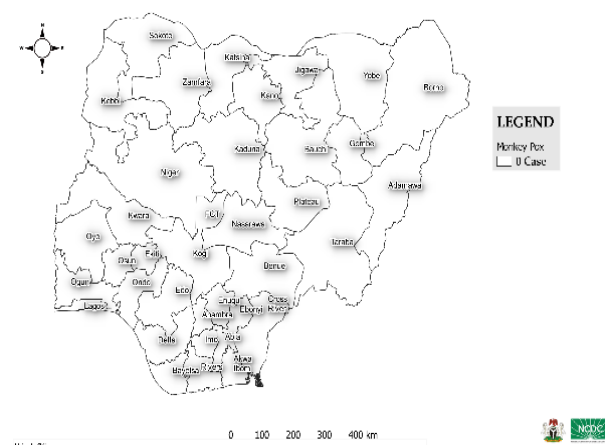 N
W
E
S
Sokoto
Katsina
Jigawa
Zamfara
Yobe
Borno
Kano
Kebbi
Kaduna
Bauchi
Gombe
Niger
Adamawa
Plateau
FCT
Kwara
Nasarawa
Oyo
Taraba
Ekiti
Kogi
Osun
Benue
Ogun
Ondo
Edo
Lagos
Enugu
Cross
River
Anambra
Ebonyi
Delta
Imo
Abia
Akwa
Ibom
Bayelsa
Rivers
LEGEND
Monkey Pox
0 Case
0 100 200 300 400 km
NCDC